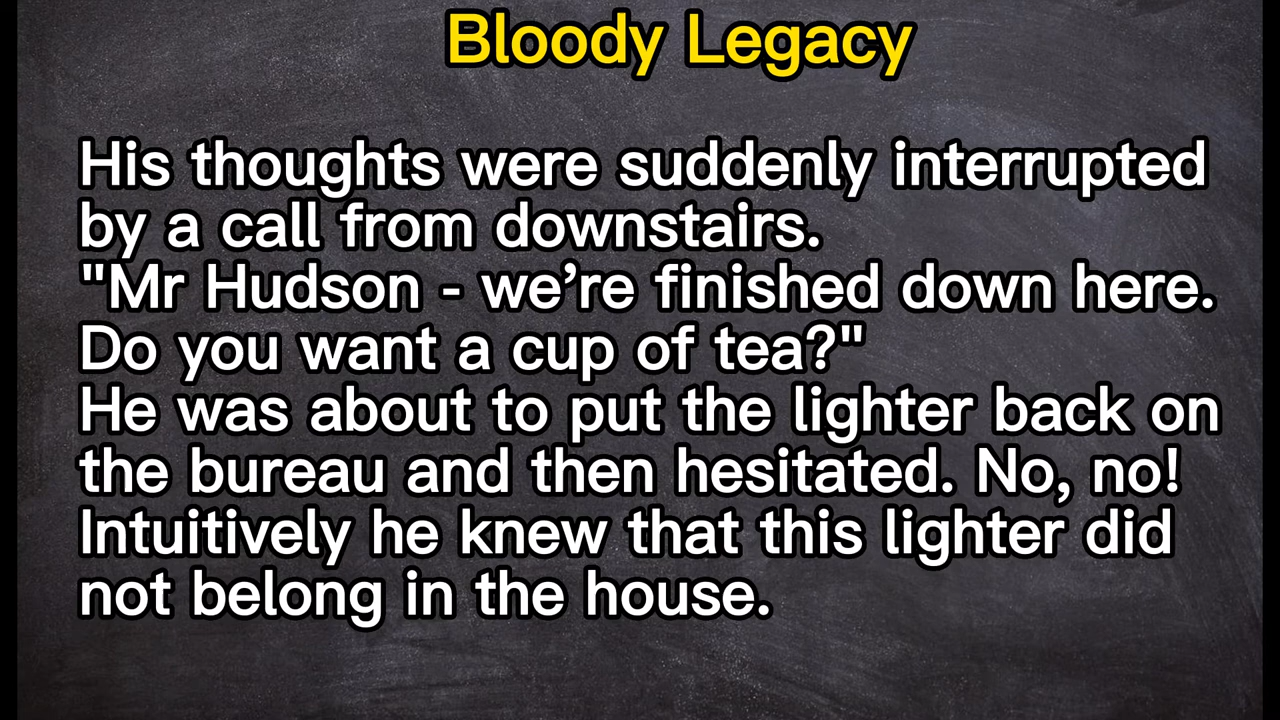 Bloody Legacy
His thoughts were suddenly interrupted
by a call from downstairs.
"Mr Hudson - we’re finished down here.
Do you want a cup of tea?"
He was about to put the lighter back on
the bureau and then hesitated. No, no!
Intuitively he knew that this lighter did
not belong in the house.